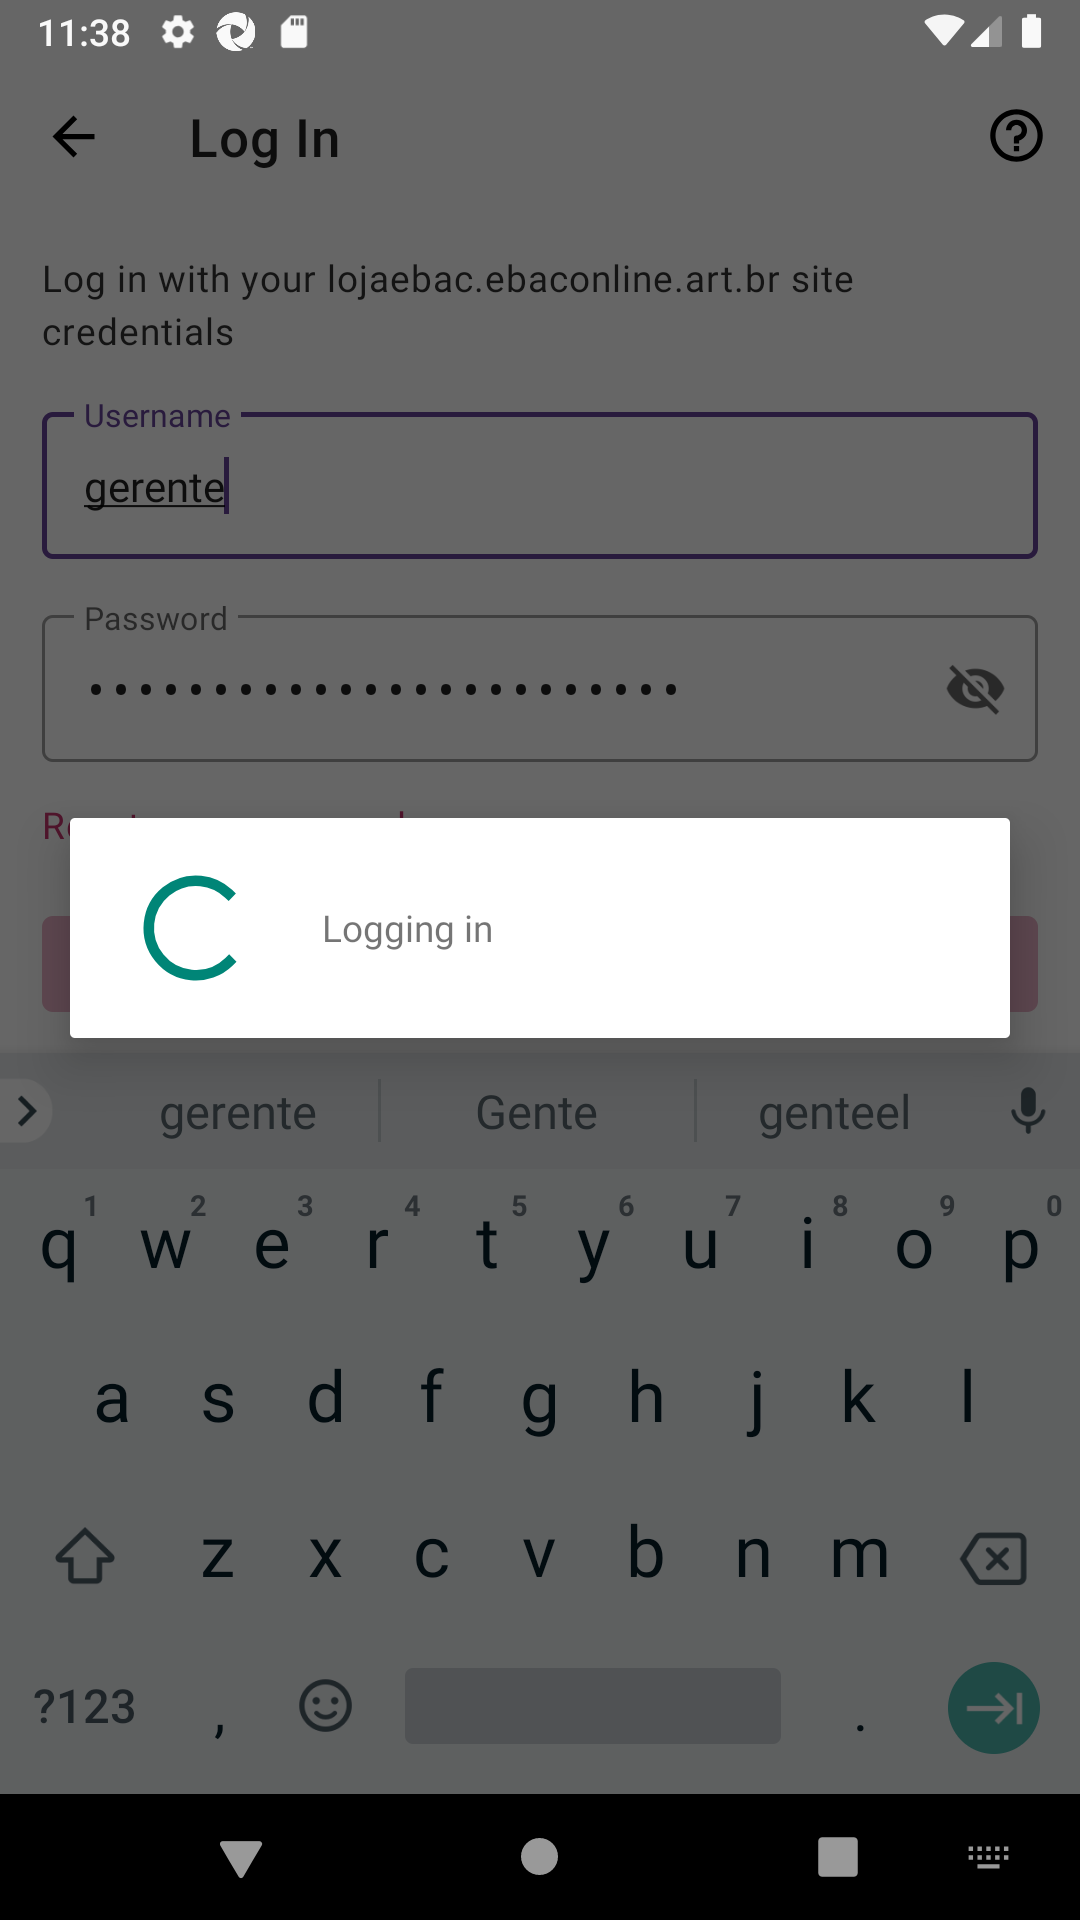 11:38
Log In
Log in with your lojaebac.ebaconline.art.br site
credentials
Username
gerente
Password
••••••••••••••••••••••••
Logging in
gerente Gente genteel
1 2 3 4 5 6 7 8 9 0
q w e r t y u i o p
a s d f g h j k l
z x c v b n m
?123 , .